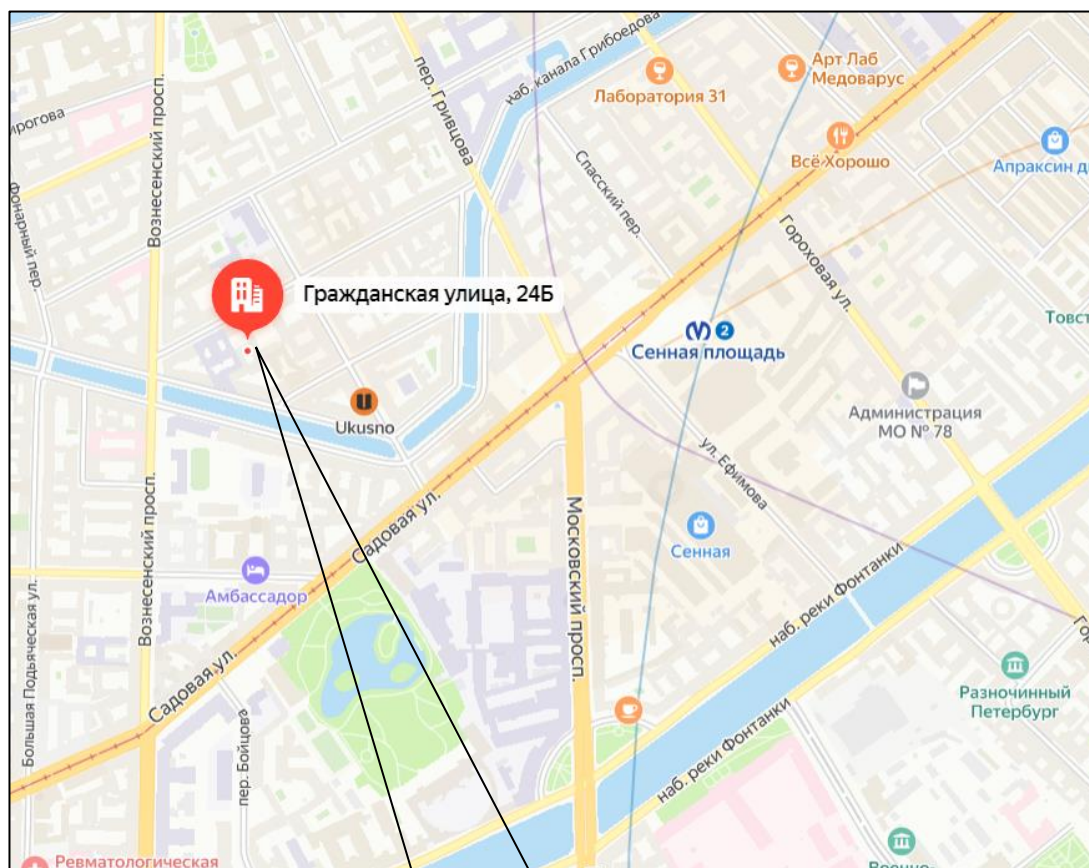 наб. канала Грибоедова
пер. Гривцова
Лаборатория 31
Арт Лаб
Медоварус
Всё Хорошо
Апраксин д
ирогова
Вознесенский просп.
Спасский пер.
Фонарный пер.
Гороховая ул.
Гражданская улица, 24Б
2
Сенная площадь
Товст
Ukusno
Администрация
МО № 78
ул. Ефимова
Садовая ул.
Московский просп.
Сенная
Вознесенский просп.
Амбассадор
наб. реки Фонтанки
Го
Большая Подьяческая ул.
Садовая ул.
Разночинный
Петербург
пер. Бойцова
наб. реки Фонтанки
Ревматологическая
Военно-